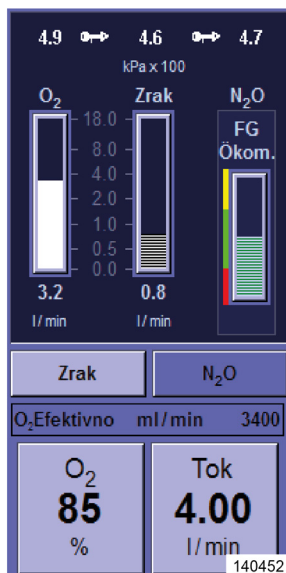 4.9 4.6 4.7
kPa x 100
O₂ Zrak N₂O
FG
Ökom.
18.0
8.0
4.0
2.0
1.0
0.5
0.0
3.2 0.8
l/min l/min
Zrak N₂O
O₂Efektivno ml/min 3400
O₂ Tok
85 4.00
% l/min
140452